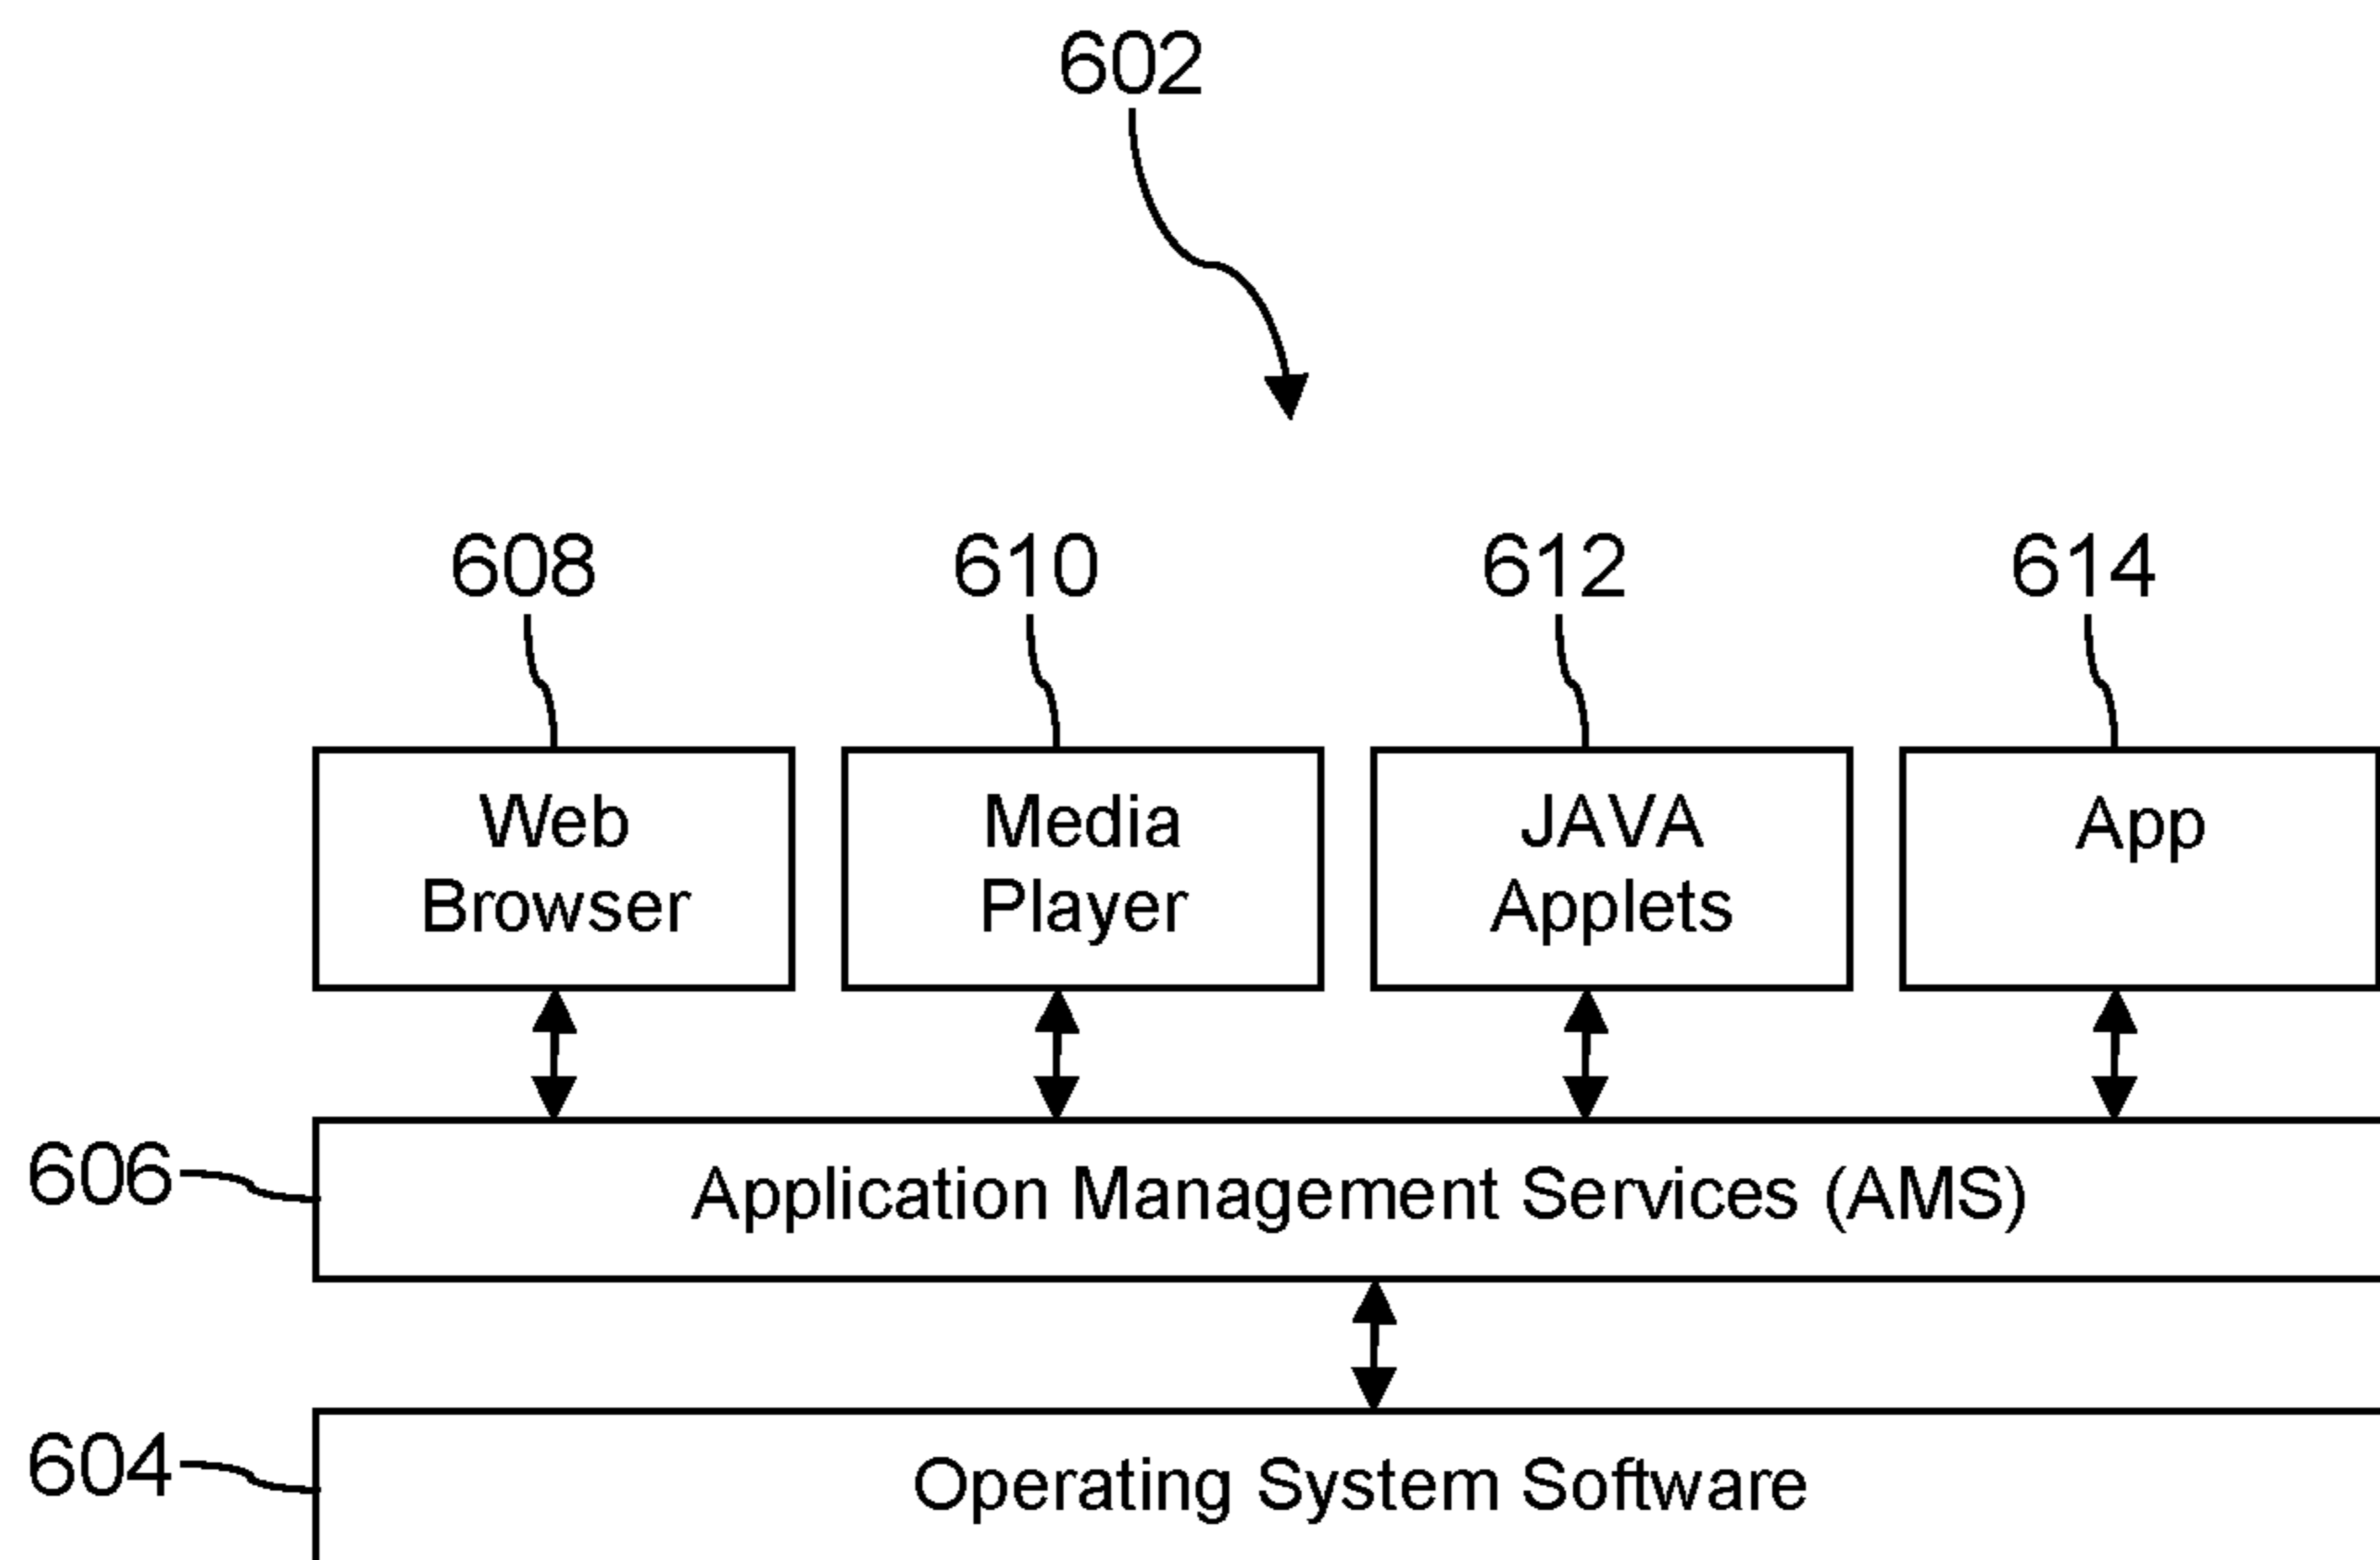 602
608 610 612 614
Web Browser
Media Player
JAVA Applets
App
606 Application Management Services (AMS)
604 Operating System Software